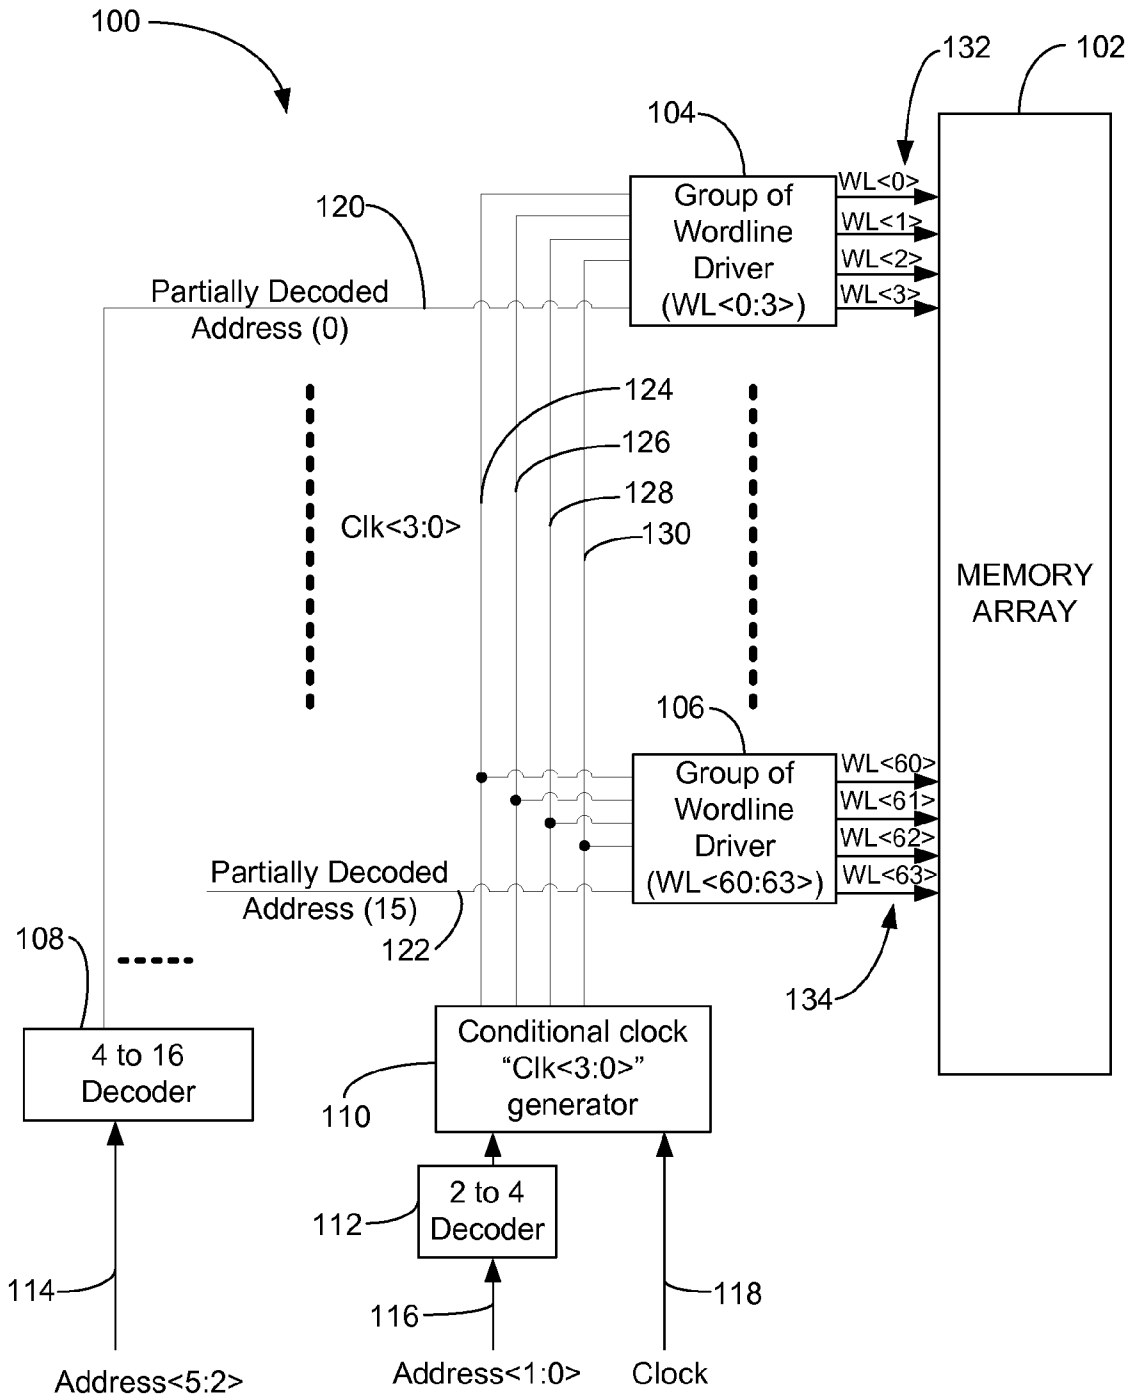 100
132
102
104
WL<0>
Group of
Wordline
Driver
(WL<0:3>)
WL<1>
WL<2>
WL<3>
120
Partially Decoded
Address (0)
124
126
128
130
Clk<3:0>
MEMORY
ARRAY
106
Group of
Wordline
Driver
(WL<60:63>)
WL<60>
WL<61>
WL<62>
WL<63>
Partially Decoded
Address (15)
122
134
108
4 to 16
Decoder
Conditional clock
“Clk<3:0>”
generator
110
2 to 4
Decoder
112
114
116
118
Address<5:2>
Address<1:0>
Clock